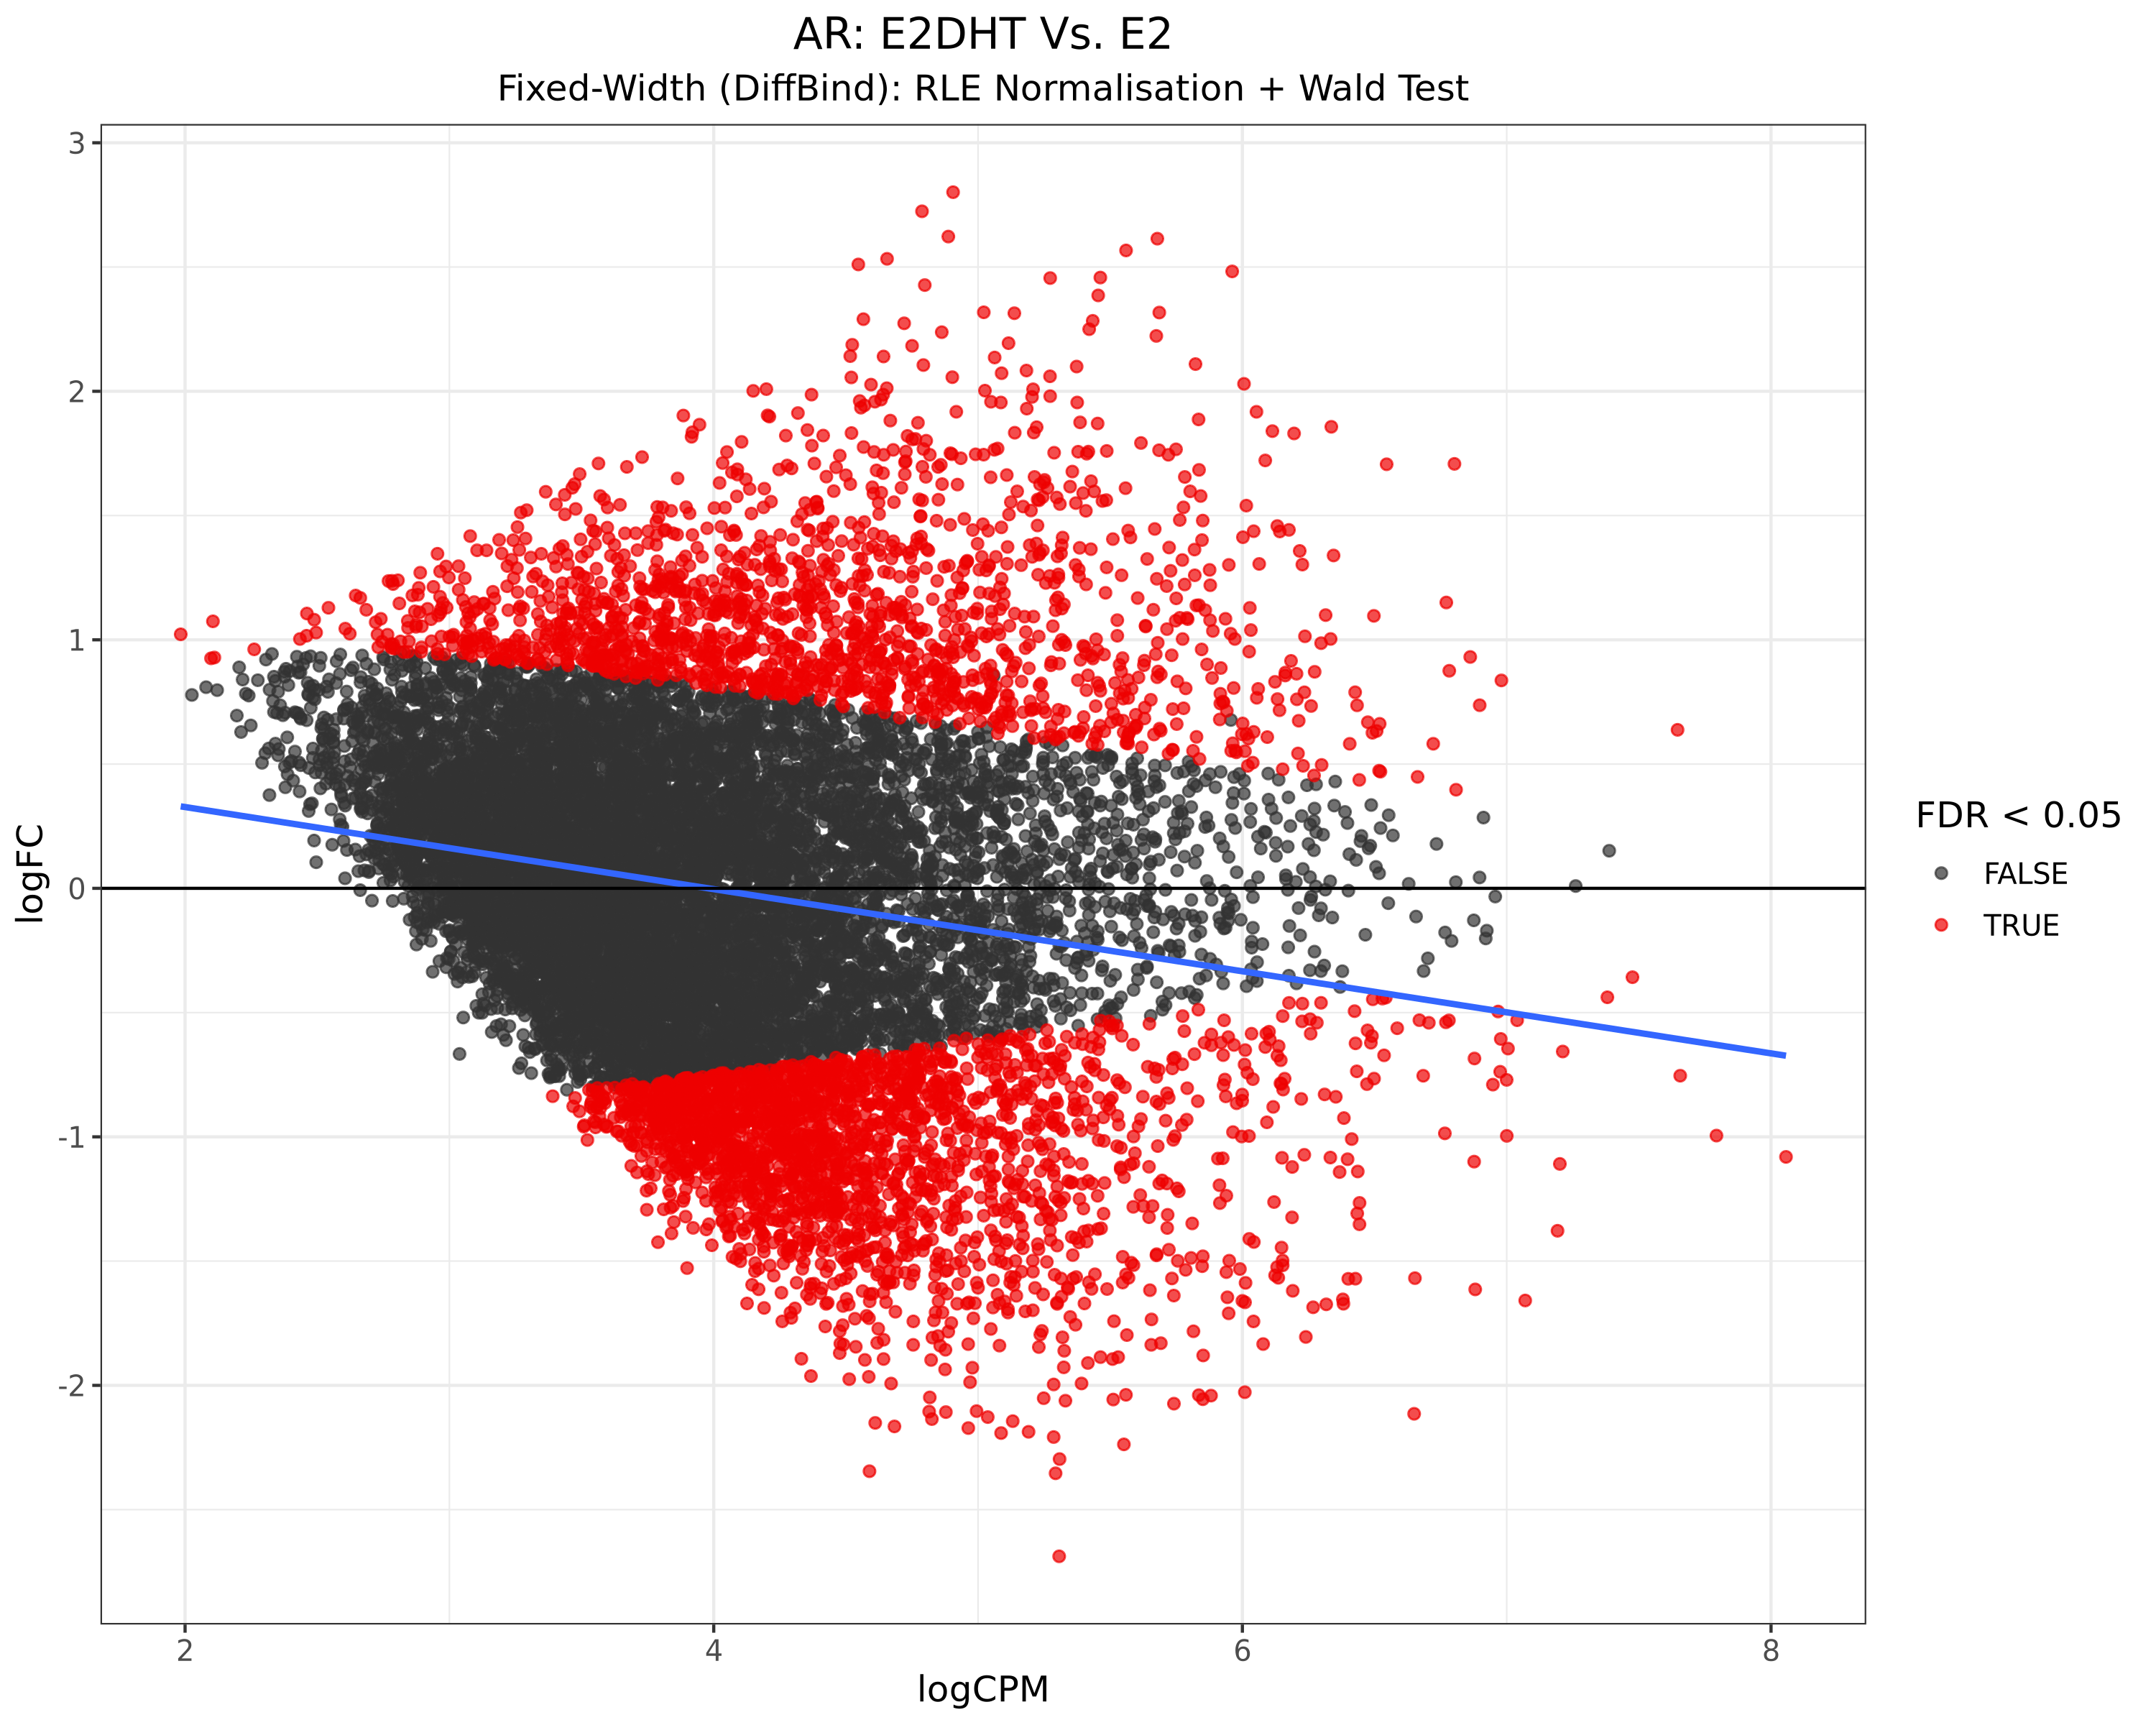 AR: E2DHT Vs. E2
Fixed-Width (DiffBind): RLE Normalisation + Wald Test
3
2
1
0
-1
-2
logFC
2
4
6
8
logCPM
FDR < 0.05
FALSE
TRUE